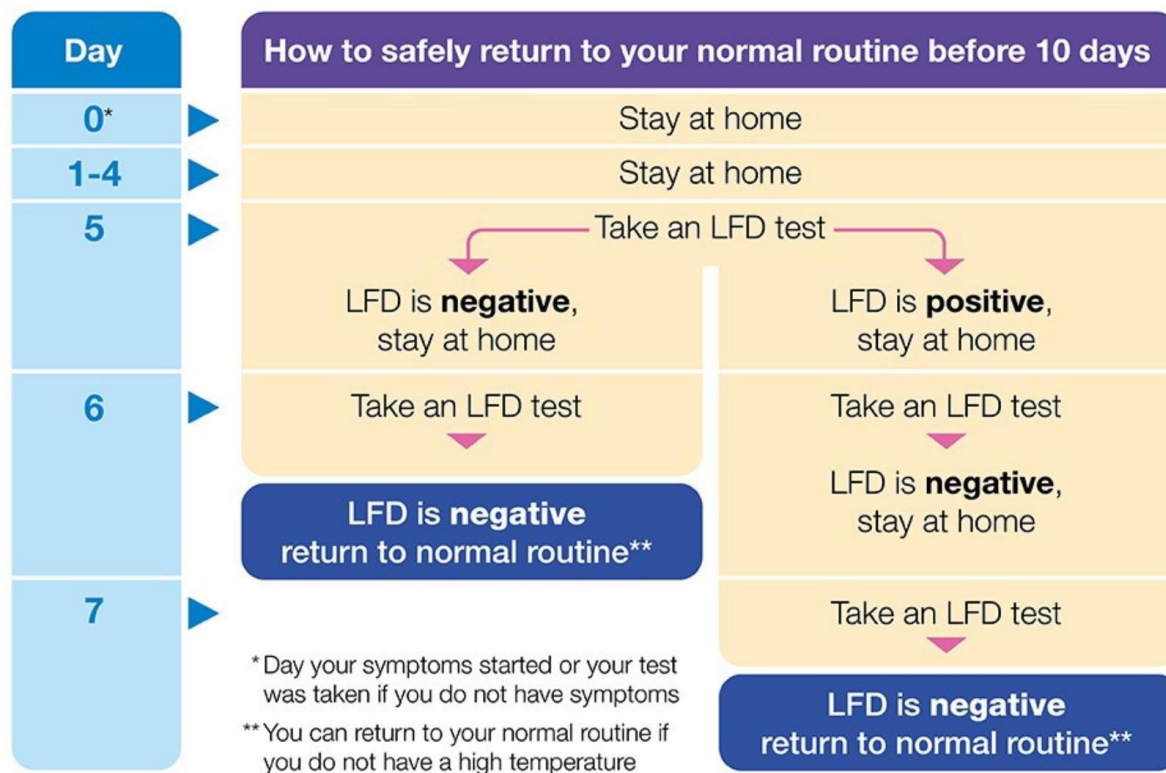 Day
How to safely return to your normal routine before 10 days
0*
Stay at home
1-4
Stay at home
5
Take an LFD test
LFD is negative,
stay at home
LFD is positive,
stay at home
6
Take an LFD test
LFD is negative
return to normal routine**
Take an LFD test
LFD is negative,
stay at home
7
Take an LFD test
LFD is negative
return to normal routine**
* Day your symptoms started or your test
was taken if you do not have symptoms
** You can return to your normal routine if
you do not have a high temperature